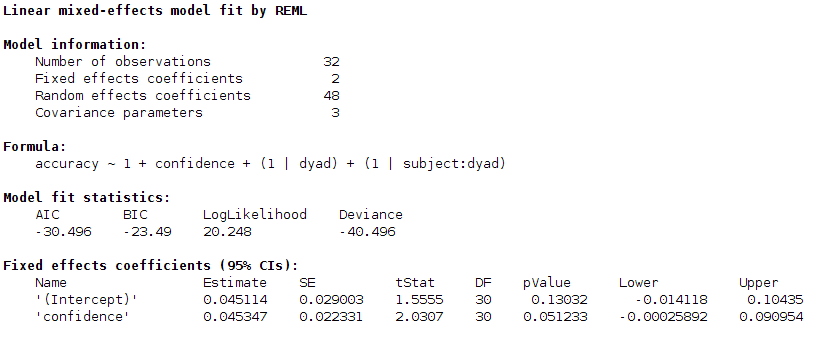 Linear mixed-effects model fit by REML
Model information:
Number of observations 32
Fixed effects coefficients 2
Random effects coefficients 48
Covariance parameters 3
Formula:
accuracy ~ 1 + confidence + (1 | dyad) + (1 | subject:dyad)
Model fit statistics:
AIC BIC LogLikelihood Deviance
-30.496 -23.49 20.248 -40.496
Fixed effects coefficients (95% CIs):
Name Estimate SE tStat DF pValue Lower Upper
'(Intercept)' 0.045114 0.029003 1.5555 30 0.13032 -0.014118 0.10435
'confidence' 0.045347 0.022331 2.0307 30 0.051233 -0.00025892 0.090954